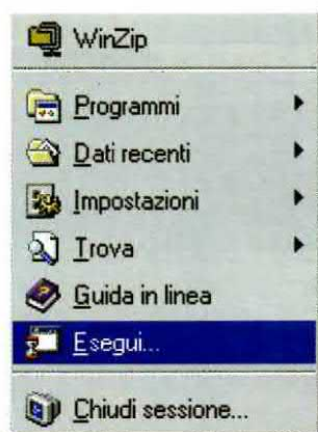 WinZip
Programmi
Dati recenti
Impostazioni
Trova
Guida in linea
Esegui...
Chiudi sessione...